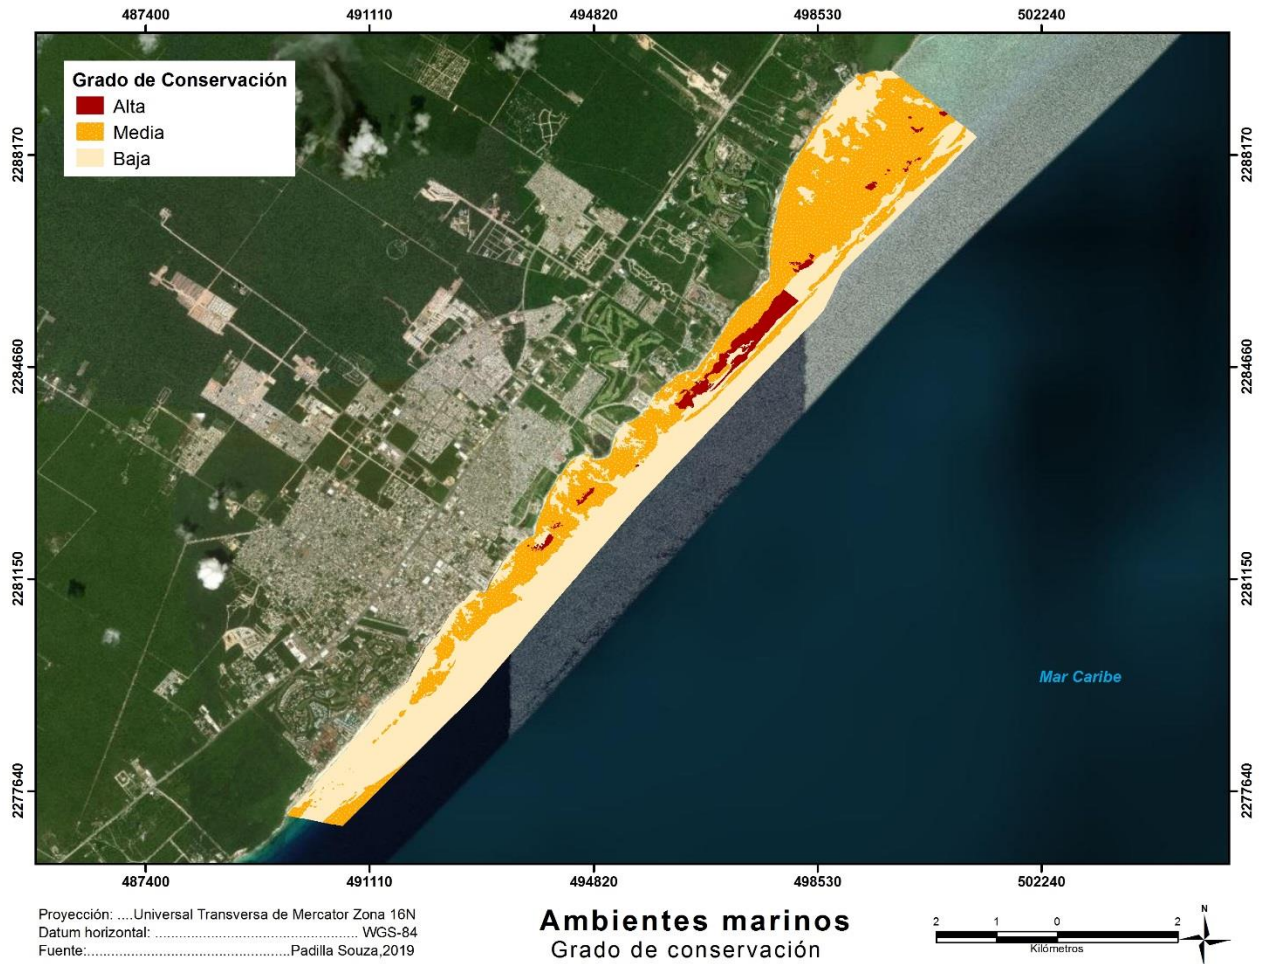 487400 491110 494820 498530 502240
Grado de Conservación
Alta
Media
Baja
2288170 2288170
2284660 2284660
2281150 2281150
Mar Caribe
2277640 2277640
487400 491110 494820 498530 502240
Proyección: ....Universal Transversa de Mercator Zona 16N
Datum horizontal: .................................................... WGS-84
Fuente:....................................................Padilla Souza,2019
Ambientes marinos
Grado de conservación
2 1 0 2
Kilómetros
N